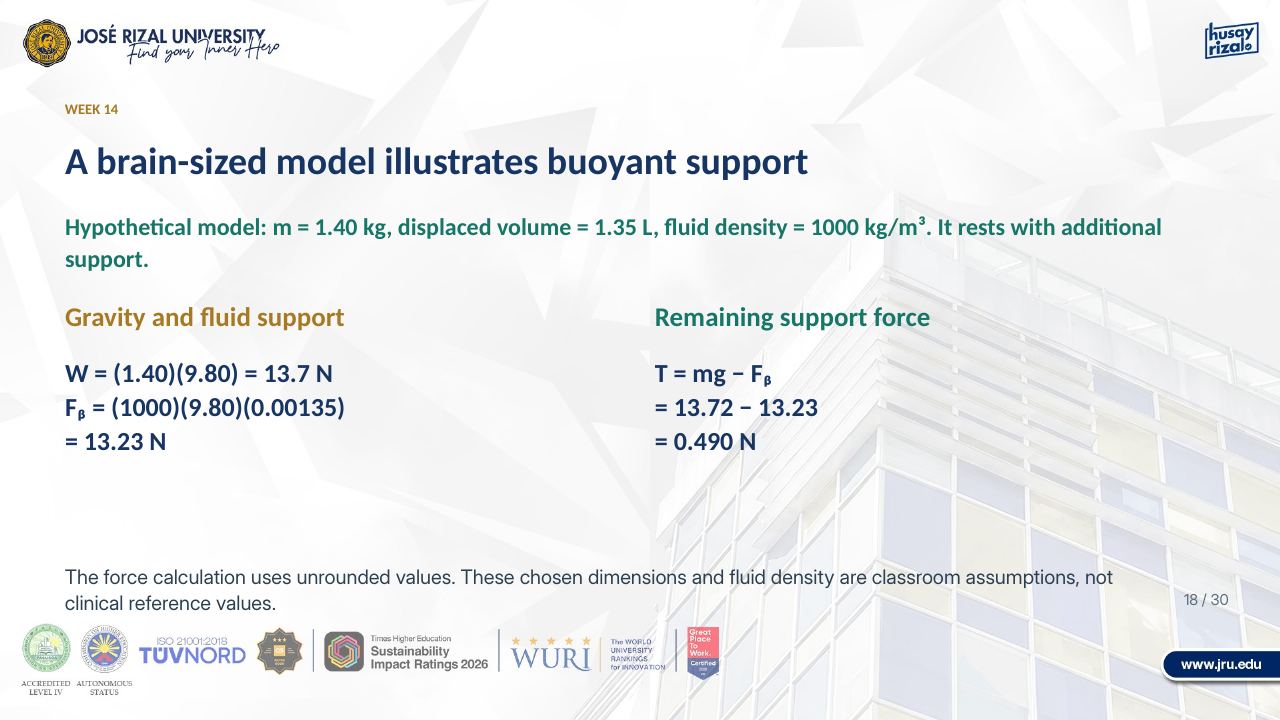 JOSÉ RIZAL UNIVERSITY
Find your Inner Hero
husay
rizal
WEEK 14
A brain-sized model illustrates buoyant support
Hypothetical model: m = 1.40 kg, displaced volume = 1.35 L, fluid density = 1000 kg/m³. It rests with additional
support.
Gravity and fluid support
W = (1.40)(9.80) = 13.7 N
Fᵦ = (1000)(9.80)(0.00135)
= 13.23 N
Remaining support force
T = mg − Fᵦ
= 13.72 − 13.23
= 0.490 N
The force calculation uses unrounded values. These chosen dimensions and fluid density are classroom assumptions, not
clinical reference values.
18 / 30
ACCREDITED
LEVEL IV
AUTONOMOUS
STATUS
ISO 21001:2018
TÜVNORD
Times Higher Education
Sustainability
Impact Ratings 2026
WURI
The WORLD
UNIVERSITY
RANKINGS
for INNOVATION
Great
Place
To
Work.
Certified
www.jru.edu